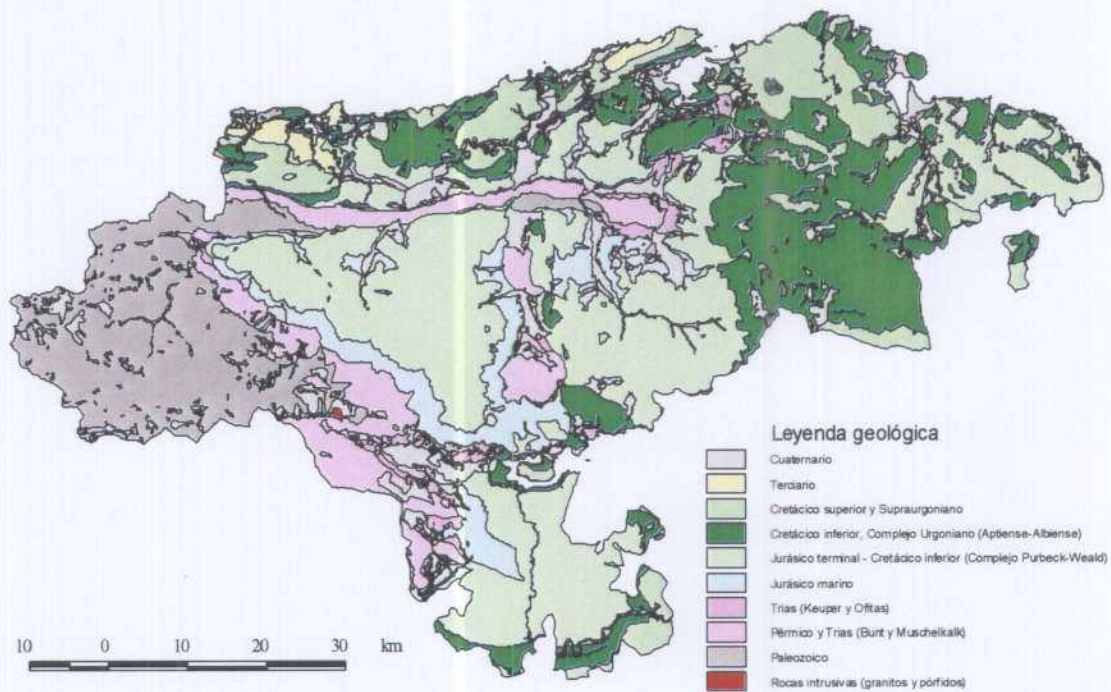 Leyenda geológica
Cuaternario
Terciario
Cretácico superior y Supraurgoniano
Cretácico inferior, Complejo Urgoniano (Aptiense-Albiense)
Jurásico terminal - Cretácico inferior (Complejo Purbeck-Weald)
Jurásico marino
Trias (Keuper y Ofitas)
Pérmico y Trias (Bunt y Muschelkalk)
Paleozoico
Rocas intrusivas (granitos y pórfidos)
10 0 10 20 30 km